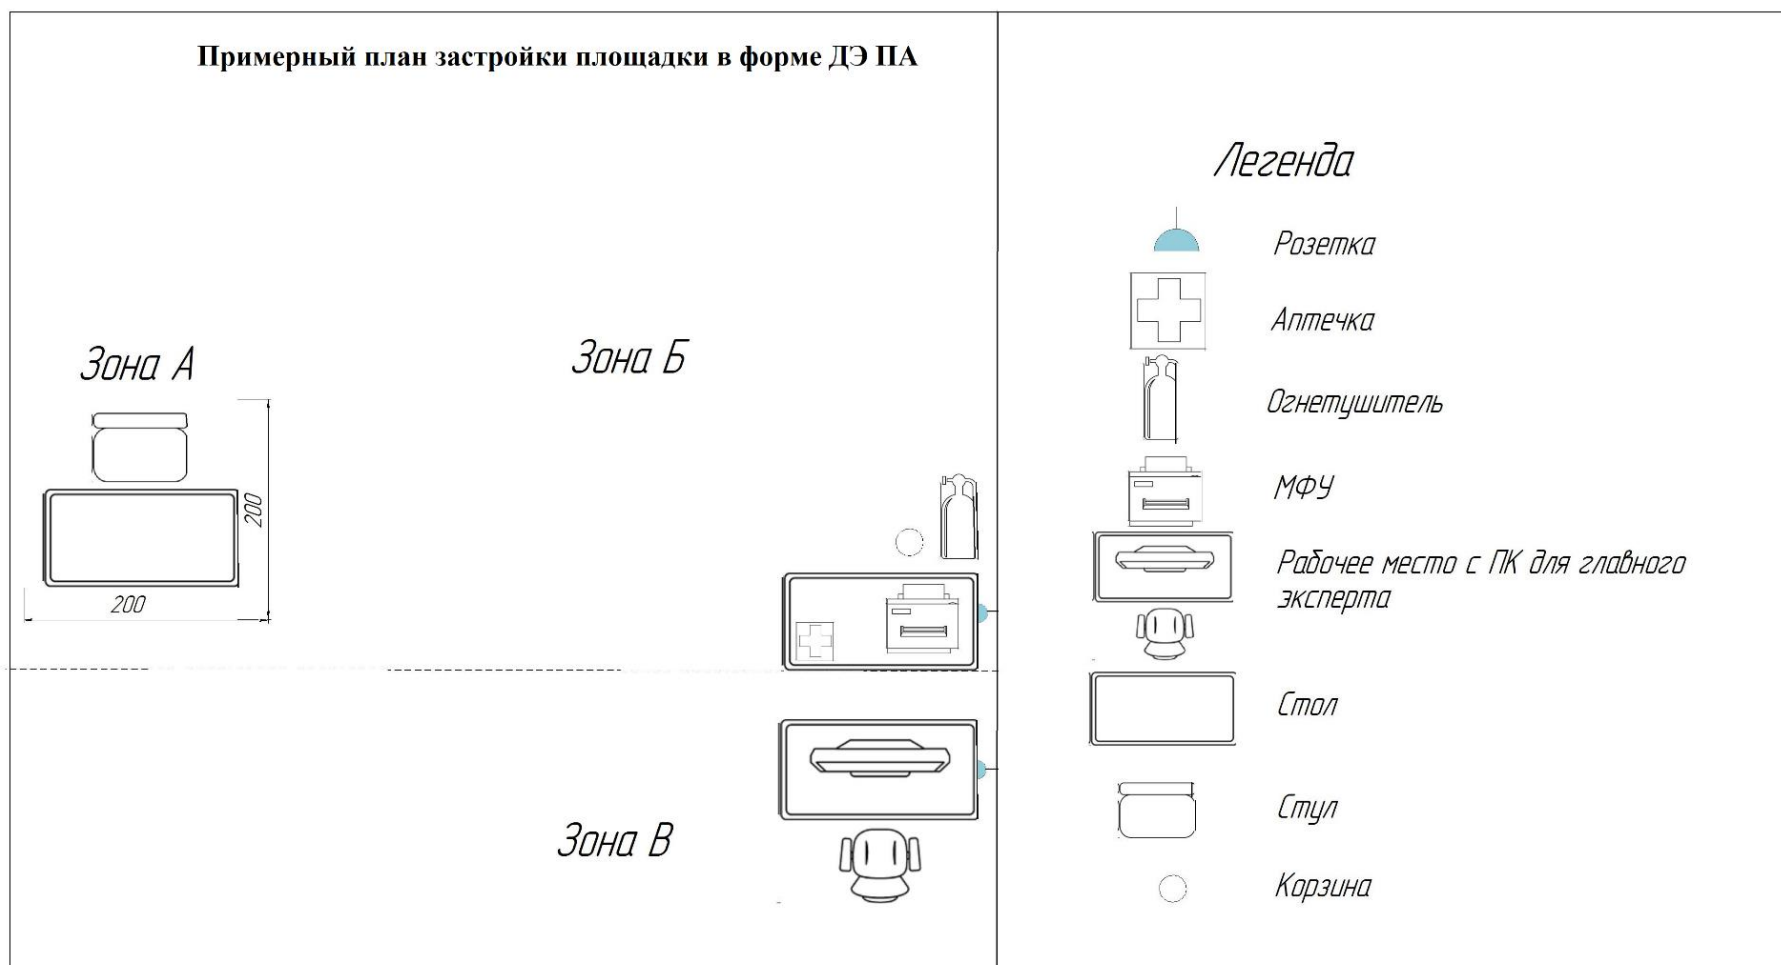 Примерный план застройки площадки в форме ДЭ ПА
Зона А
200
200
Зона Б
Зона В
Легенда
Розетка
Аптечка
Огнетушитель
МФУ
Рабочее место с ПК для главного
эксперта
Стол
Стул
Корзина